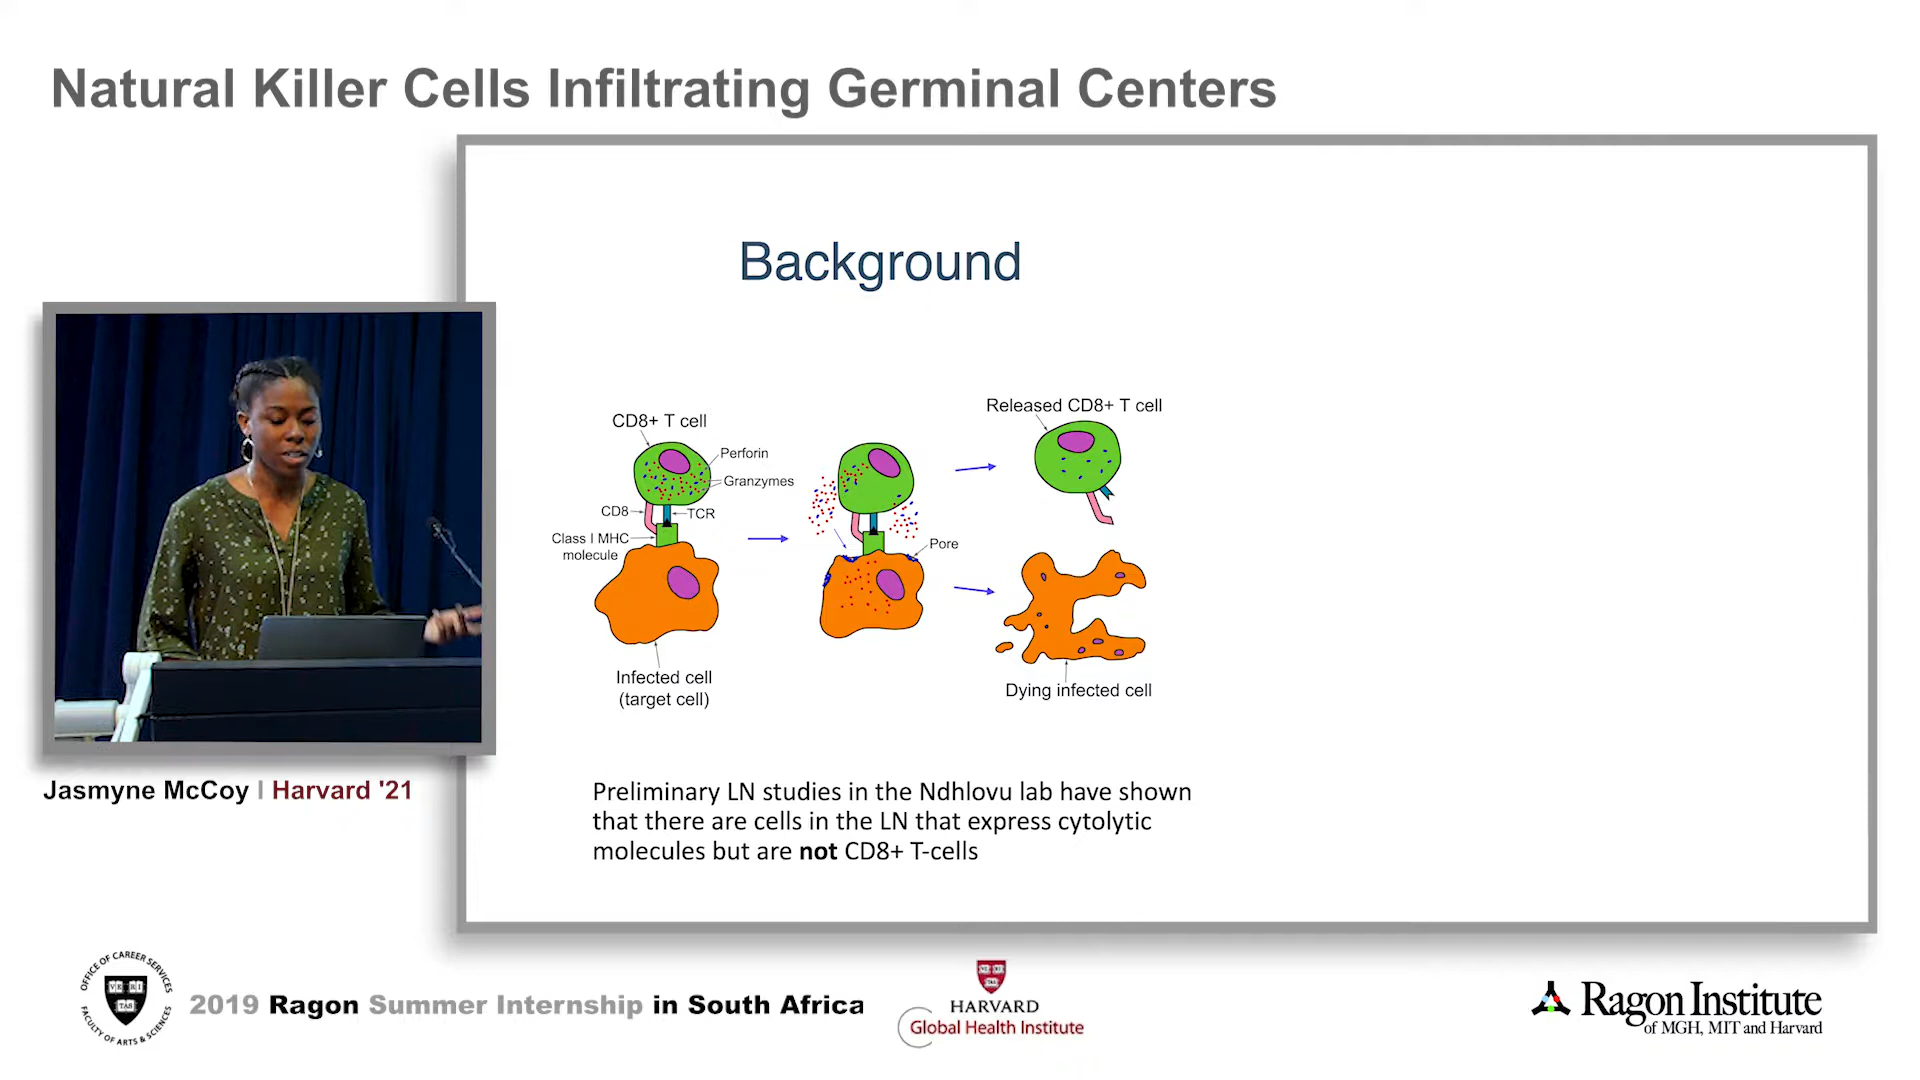 Natural Killer Cells Infiltrating Germinal Centers
Background
CD8+ T cell
Perforin
Granzymes
CD8
TCR
Class I MHC
molecule
Infected cell
(target cell)
Pore
Released CD8+ T cell
Dying infected cell
Preliminary LN studies in the Ndhlovu lab have shown
that there are cells in the LN that express cytolytic
molecules but are not CD8+ T-cells
Jasmyne McCoy | Harvard '21
OFFICE OF CAREER SERVICES
VE RI TAS
FACULTY OF ARTS & SCIENCES
2019 Ragon Summer Internship in South Africa
HARVARD
Global Health Institute
Ragon Institute
of MGH, MIT and Harvard